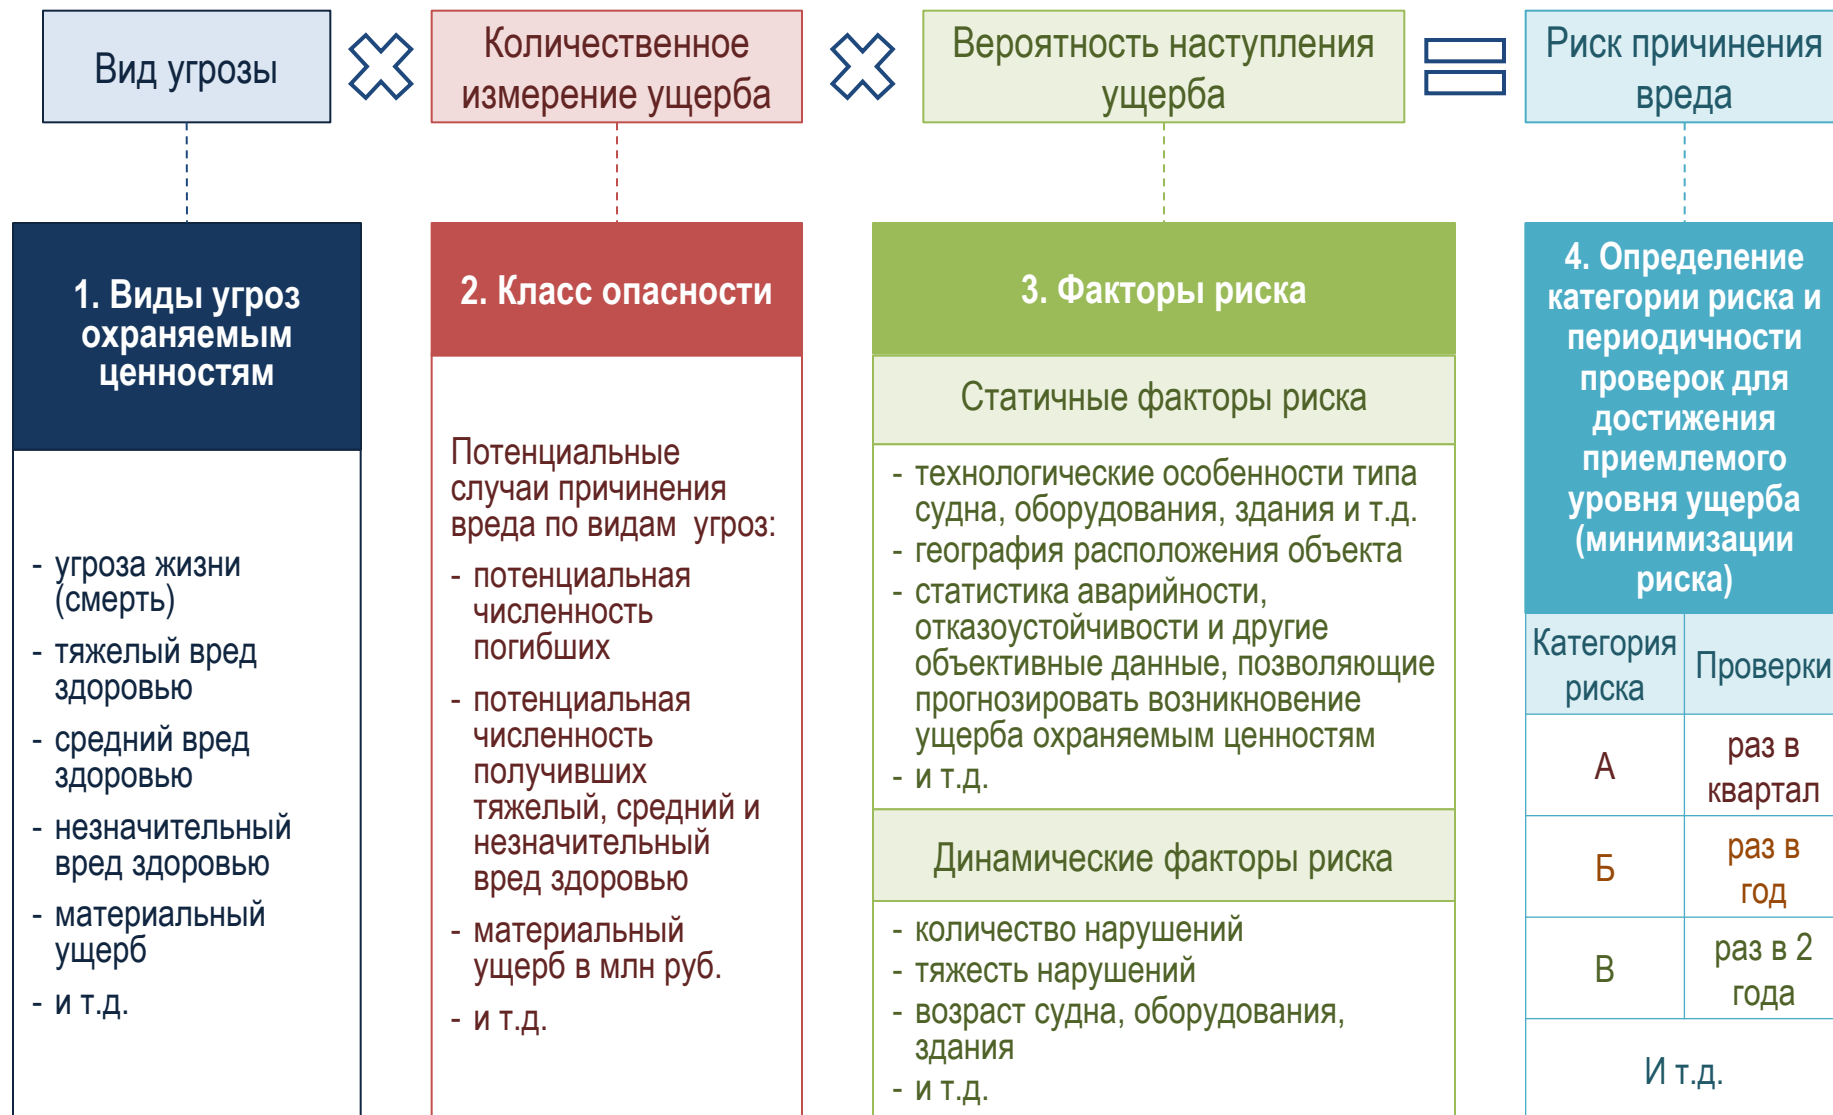 Вид угрозы
Количественное
измерение ущерба
Вероятность наступления
ущерба
Риск причинения
вреда
1. Виды угроз
охраняемым
ценностям
- угроза жизни
(смерть)
- тяжелый вред
здоровью
- средний вред
здоровью
- незначительный
вред здоровью
- материальный
ущерб
- и т.д.
2. Класс опасности
Потенциальные
случаи причинения
вреда по видам угроз:
- потенциальная
численность
погибших
- потенциальная
численность
получивших
тяжелый, средний и
незначительный
вред здоровью
- материальный
ущерб в млн руб.
- и т.д.
3. Факторы риска
Статичные факторы риска
- технологические особенности типа
судна, оборудования, здания и т.д.
- география расположения объекта
- статистика аварийности,
отказоустойчивости и другие
объективные данные, позволяющие
прогнозировать возникновение
ущерба охраняемым ценностям
- и т.д.
Динамические факторы риска
- количество нарушений
- тяжесть нарушений
- возраст судна, оборудования,
здания
- и т.д.
4. Определение
категории риска и
периодичности
проверок для
достижения
приемлемого
уровня ущерба
(минимизации
риска)
Категория
риска
Проверки
А
раз в
квартал
Б
раз в
год
В
раз в 2
года
И т.д.